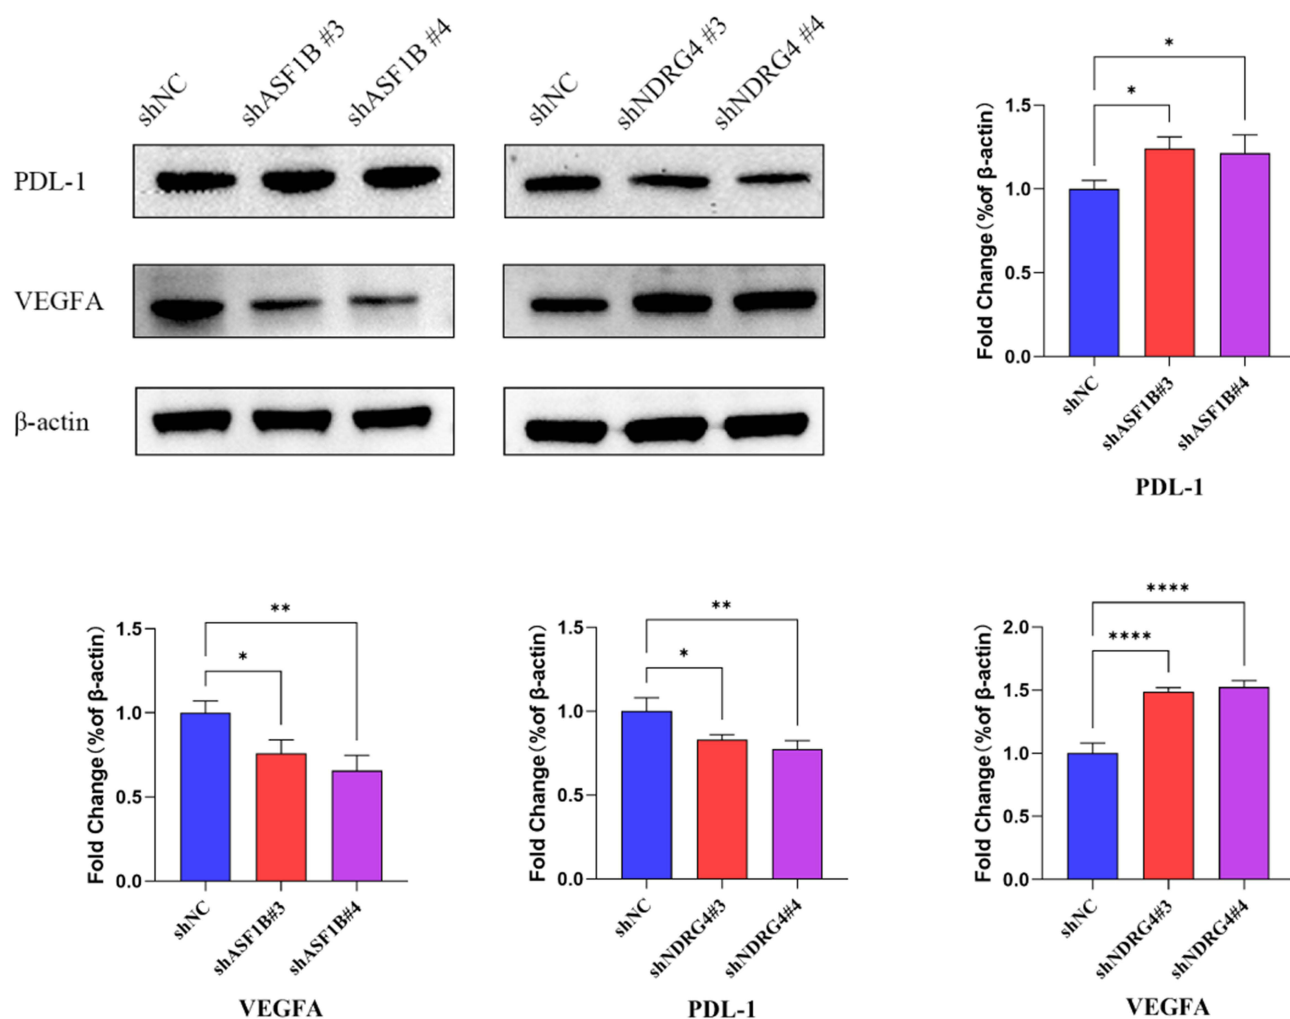 shNC
shASF1B #3
shASF1B #4
shNC
shNDRG4 #3
shNDRG4 #4
PDL-1
VEGFA
β-actin
*
*
Fold Change（%of β-actin）
1.5
1.0
0.5
0.0
shNC
shASF1B#3
shASF1B#4
PDL-1
**
*
Fold Change（%of β-actin）
1.5
1.0
0.5
0.0
shNC
shASF1B#3
shASF1B#4
VEGFA
**
*
Fold Change（%of β-actin）
1.5
1.0
0.5
0.0
shNC
shNDRG4#3
shNDRG4#4
PDL-1
****
****
Fold Change（%of β-actin）
2.0
1.5
1.0
0.5
0.0
shNC
shNDRG4#3
shNDRG4#4
VEGFA